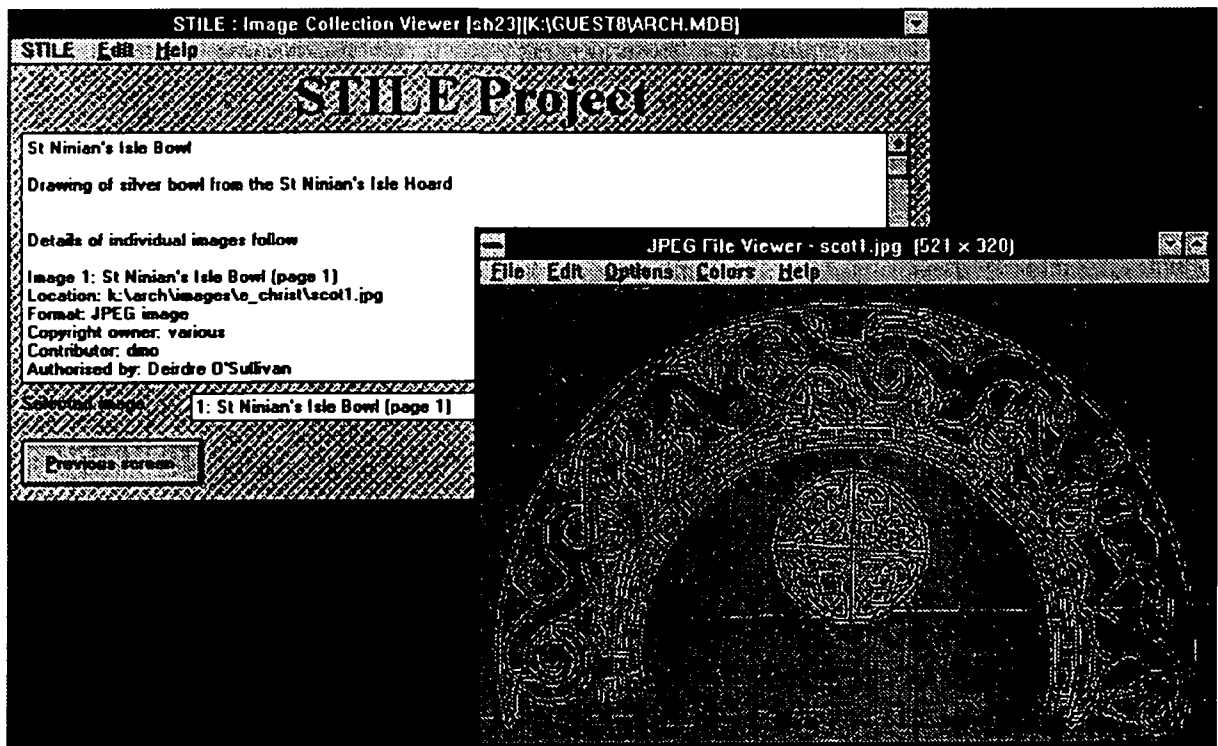 STILE : Image Collection Viewer [sh23][K:\GUEST8\ARCH.MDB]
STILE Edit Help
STILE Project
St Ninian's Isle Bowl
Drawing of silver bowl from the St Ninian's Isle Hoard
Details of individual images follow
Image 1: St Ninian's Isle Bowl (page 1)
Location: k:\arch\images\e_christ\scot1.jpg
Format: JPEG image
Copyright owner: various
Contributor: dmo
Authorised by: Deirdre O'Sullivan
Selected image 1: St Ninian's Isle Bowl (page 1)
Previous screen
JPEG File Viewer - scot1.jpg (521 x 320)
File Edit Options Colors Help